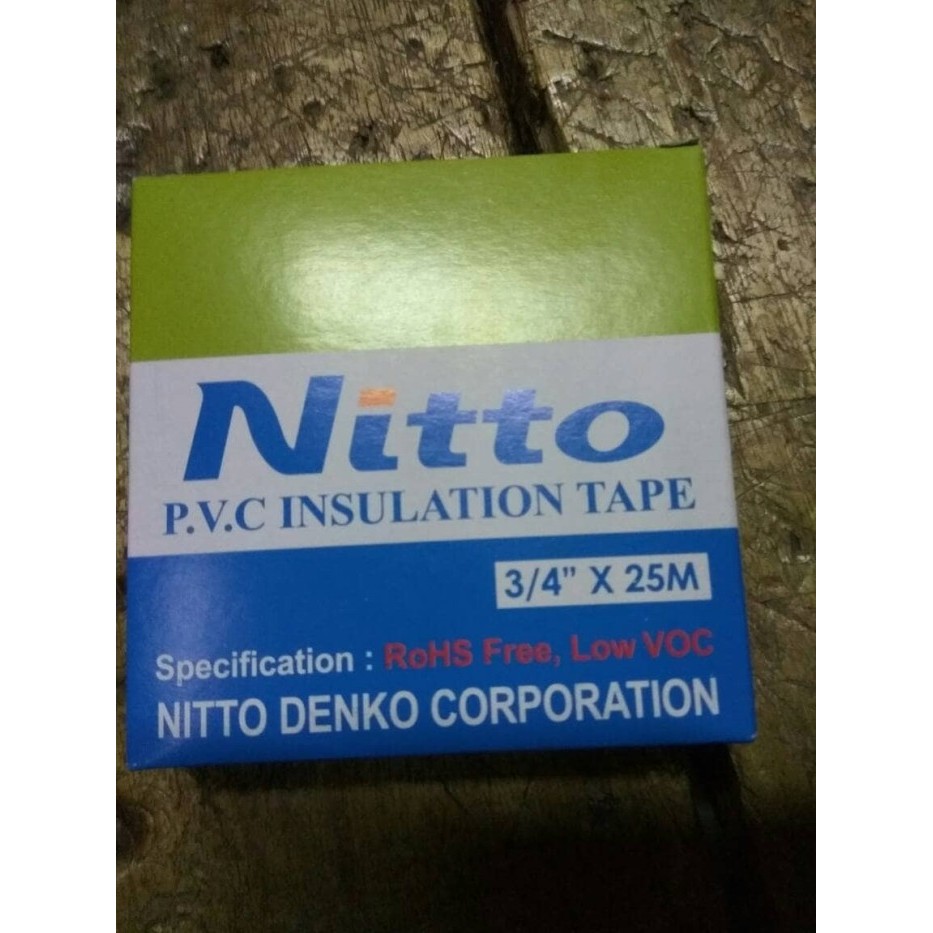 Nitto
P.V.C INSULATION TAPE
3/4" X 25M
Specification : RoHS Free, Low VOC
NITTO DENKO CORPORATION